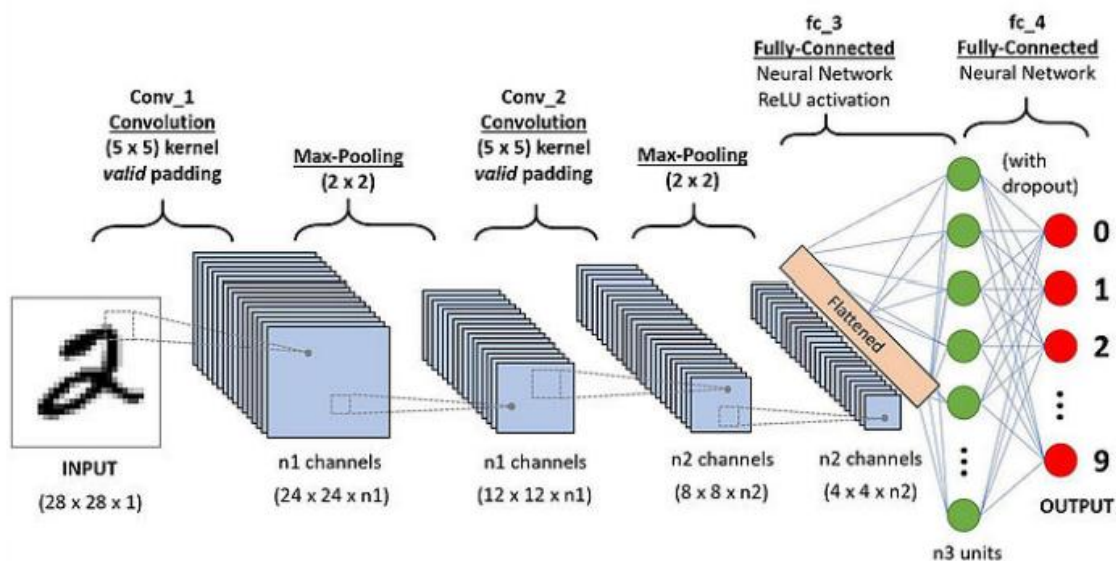 fc_3
Fully-Connected
Neural Network
ReLU activation
fc_4
Fully-Connected
Neural Network
Conv_1
Convolution
(5 x 5) kernel
valid padding
Max-Pooling
(2 x 2)
Conv_2
Convolution
(5 x 5) kernel
valid padding
Max-Pooling
(2 x 2)
(with
dropout)
Flattened
0
1
2
9
INPUT
(28 x 28 x 1)
n1 channels
(24 x 24 x n1)
n1 channels
(12 x 12 x n1)
n2 channels
(8 x 8 x n2)
n2 channels
(4 x 4 x n2)
OUTPUT
n3 units